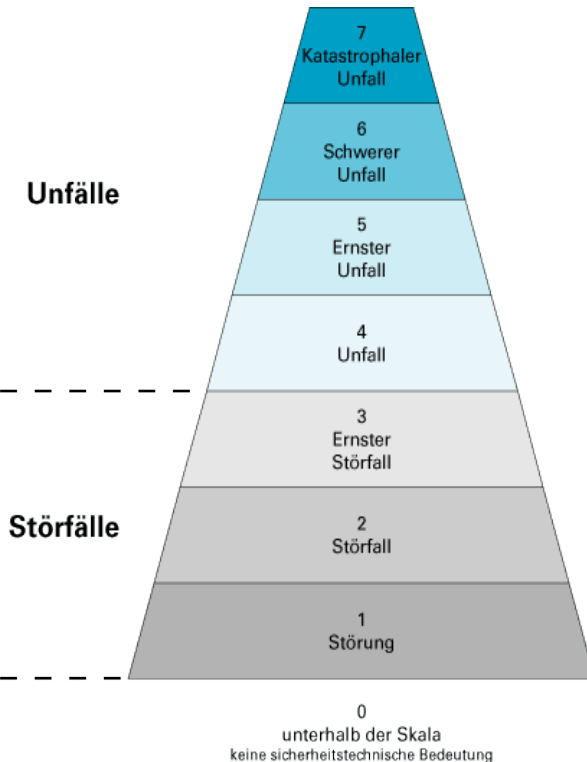 7
Katastrophaler
Unfall
6
Schwerer
Unfall
Unfälle
5
Ernster
Unfall
4
Unfall
3
Ernster
Störfall
Störfälle
2
Störfall
1
Störung
0
unterhalb der Skala
keine sicherheitstechnische Bedeutung